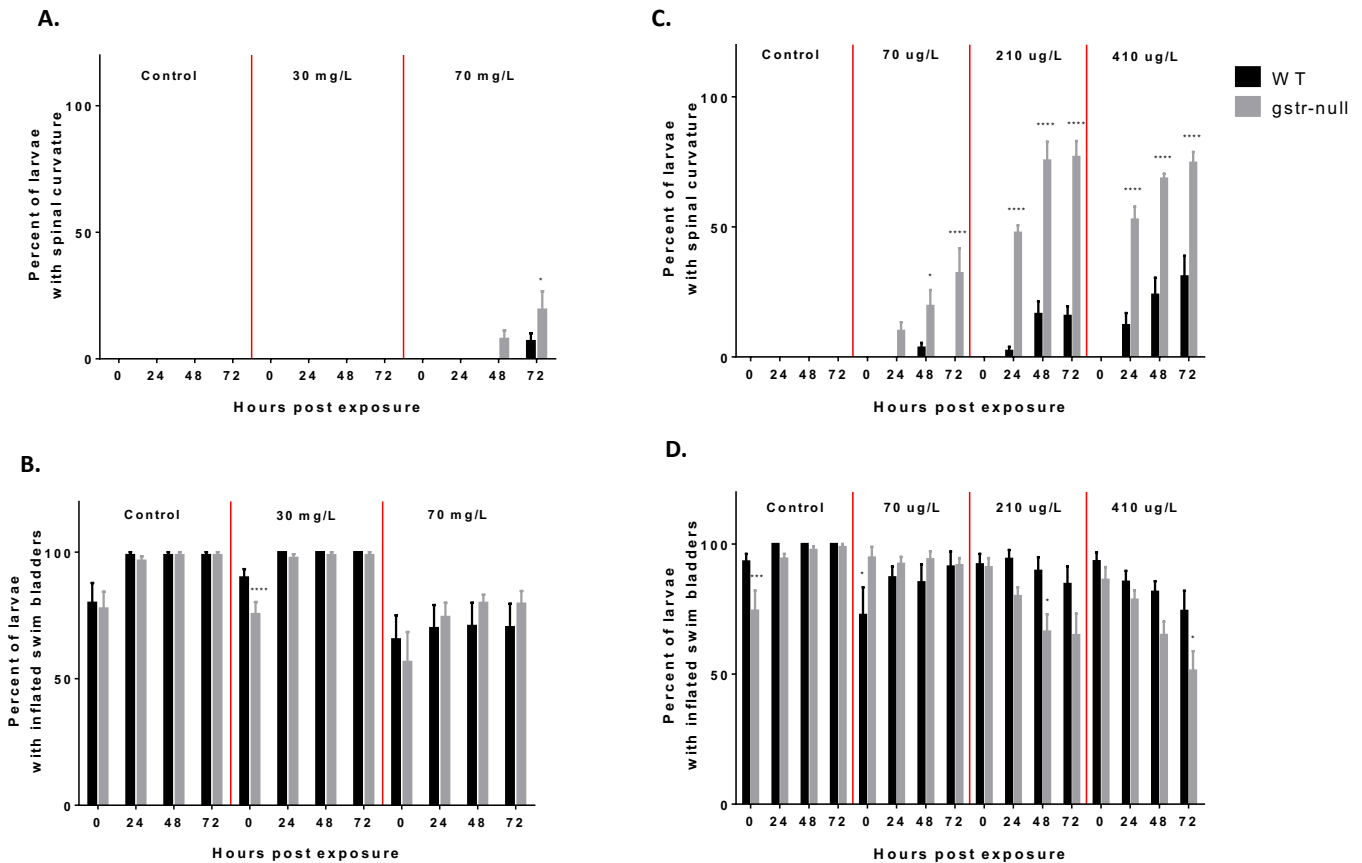 A.
Control 30 mg/L 70 mg/L
Percent of larvae
with spinal curvature
100
50
0
*
0 24 48 72 0 24 48 72 0 24 48 72
Hours post exposure
C.
Control 70 ug/L 210 ug/L 410 ug/L
Percent of larvae
with spinal curvature
100
50
0
* **** **** **** **** **** **** ****
0 24 48 72 0 24 48 72 0 24 48 72 0 24 48 72
Hours post exposure
WT
gstr-null
B.
Control 30 mg/L 70 mg/L
Percent of larvae
with inflated swim bladders
100
50
0
****
0 24 48 72 0 24 48 72 0 24 48 72
Hours post exposure
D.
Control 70 ug/L 210 ug/L 410 ug/L
Percent of larvae
with inflated swim bladders
100
50
0
*** * * *
0 24 48 72 0 24 48 72 0 24 48 72 0 24 48 72
Hours post exposure